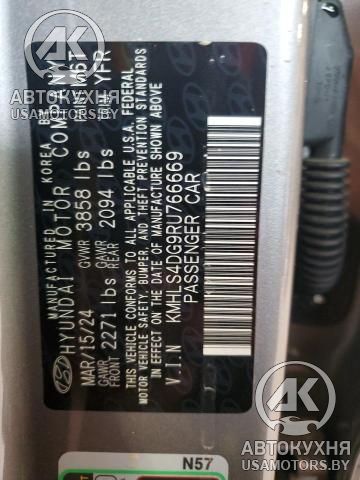 MANUFACTURED IN KOREA
HYUNDAI MOTOR COMPANY
MAR/15/24 GVWR 3858 lbs
GAWR FRONT 2271 lbs GAWR REAR 2094 lbs
THIS VEHICLE CONFORMS TO ALL APPLICABLE U.S.A. FEDERAL
MOTOR VEHICLE SAFETY, BUMPER, AND THEFT PREVENTION STANDARDS
IN EFFECT ON THE DATE OF MANUFACTURE SHOWN ABOVE
V.I.N KMHLS4DG9RU766669
PASSENGER CAR
YFR
N57
АВТОКУХНЯ
USAMOTORS.BY
АВТОКУХНЯ
USAMOTORS.BY